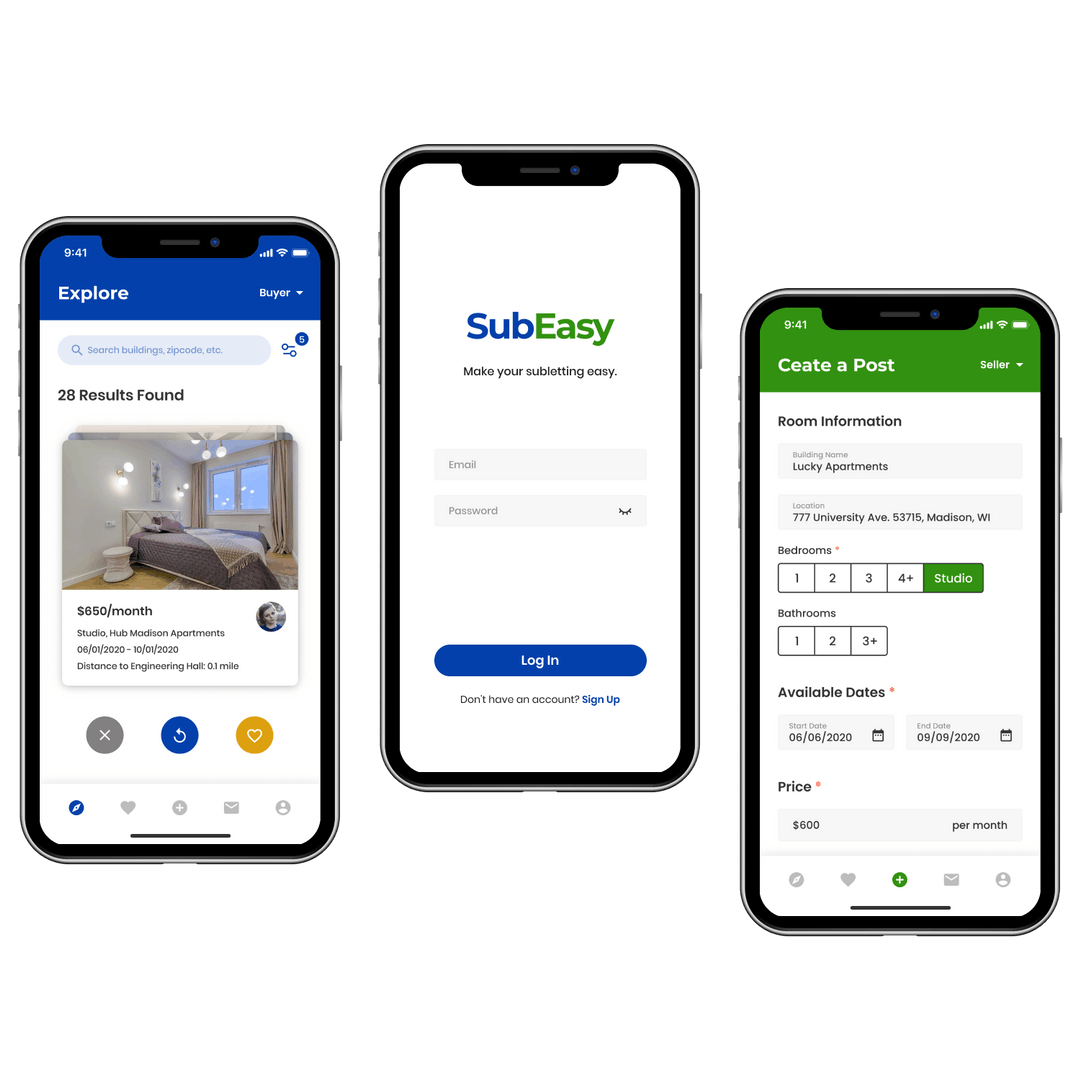 9:41
Explore
Buyer
Search buildings, zipcode, etc.
5
28 Results Found
$650/month
Studio, Hub Madison Apartments
06/01/2020 - 10/01/2020
Distance to Engineering Hall: 0.1 mile
SubEasy
Make your subletting easy.
Email
Password
Log In
Don't have an account? Sign Up
9:41
Ceate a Post
Seller
Room Information
Building Name
Lucky Apartments
Location
777 University Ave. 53715, Madison, WI
Bedrooms *
1 2 3 4+ Studio
Bathrooms
1 2 3+
Available Dates *
Start Date End Date
06/06/2020 09/09/2020
Price *
$600 per month